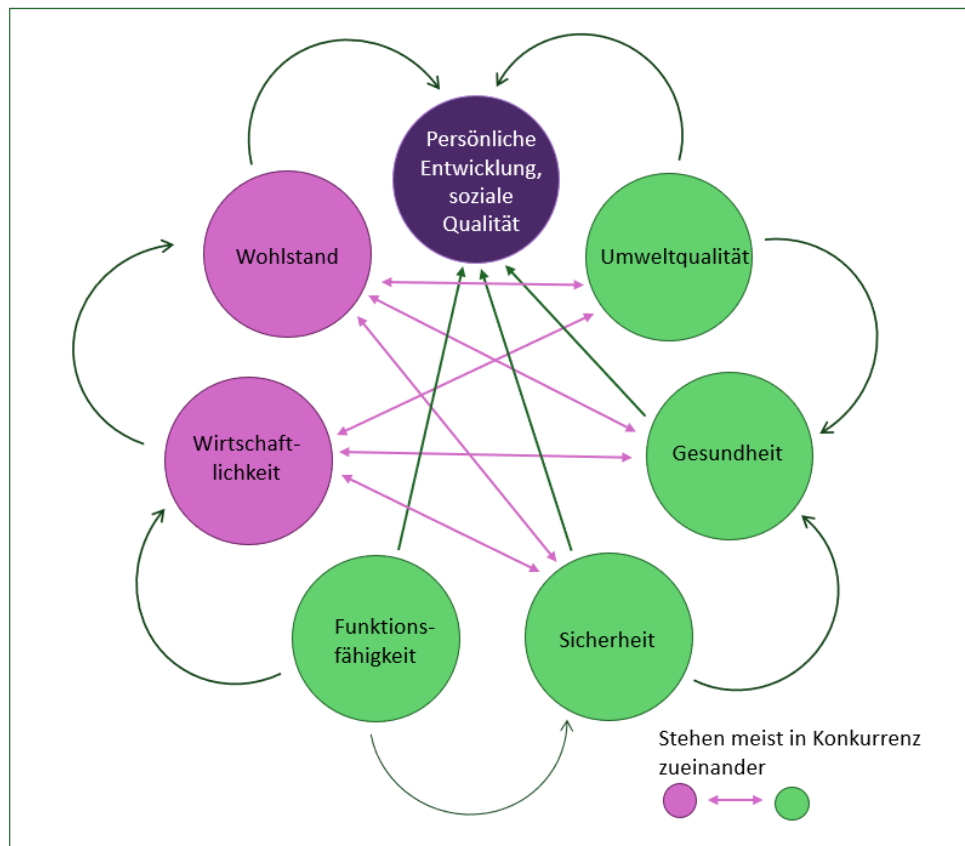 Persönliche
Entwicklung,
soziale
Qualität
Wohlstand
Umweltqualität
Wirtschaft-
lichkeit
Gesundheit
Funktions-
fähigkeit
Sicherheit
Stehen meist in Konkurrenz
zueinander